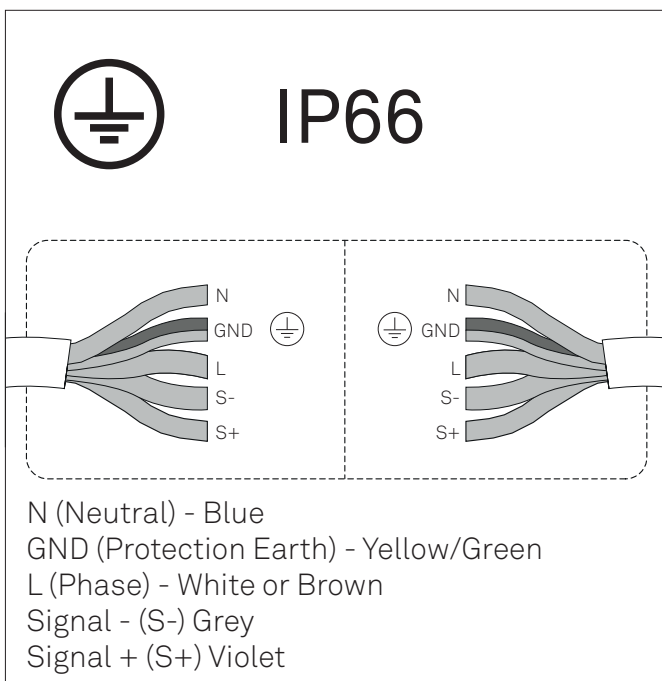 IP66
N N
GND GND
L L
S- S-
S+ S+
N (Neutral) - Blue
GND (Protection Earth) - Yellow/Green
L (Phase) - White or Brown
Signal - (S-) Grey
Signal + (S+) Violet